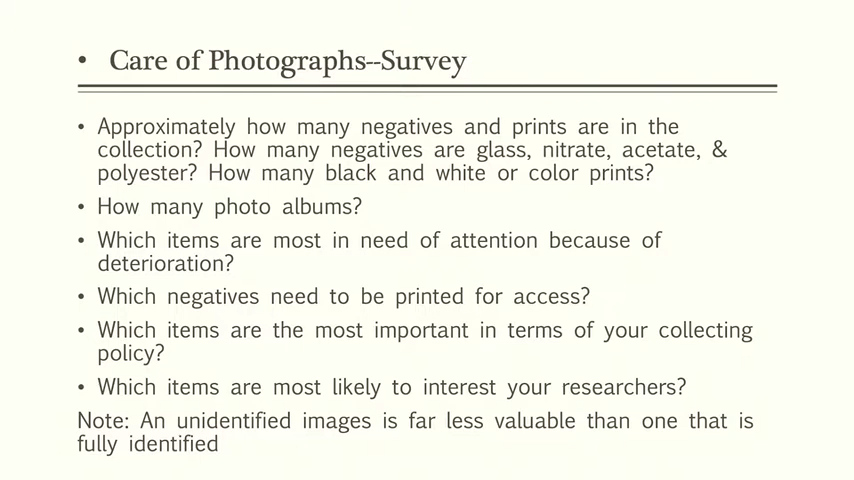 • Care of Photographs--Survey
• Approximately how many negatives and prints are in the
collection? How many negatives are glass, nitrate, acetate, &
polyester? How many black and white or color prints?
• How many photo albums?
• Which items are most in need of attention because of
deterioration?
• Which negatives need to be printed for access?
• Which items are the most important in terms of your collecting
policy?
• Which items are most likely to interest your researchers?
Note: An unidentified images is far less valuable than one that is
fully identified